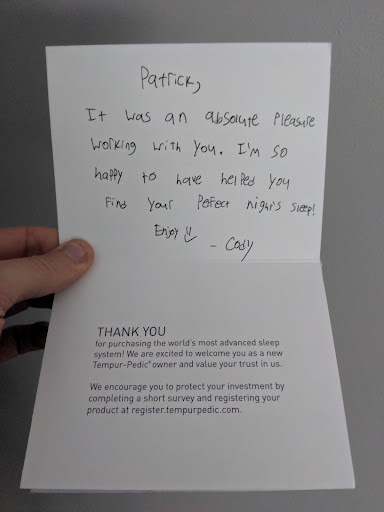 Patrick,
It was an absolute pleasure
working with you. I'm so
happy to have helped you
find your perfect night's sleep!
Enjoy!!
- Cody
THANK YOU
for purchasing the world's most advanced sleep
system! We are excited to welcome you as a new
Tempur-Pedic® owner and value your trust in us.
We encourage you to protect your investment by
completing a short survey and registering your
product at register.tempurpedic.com.